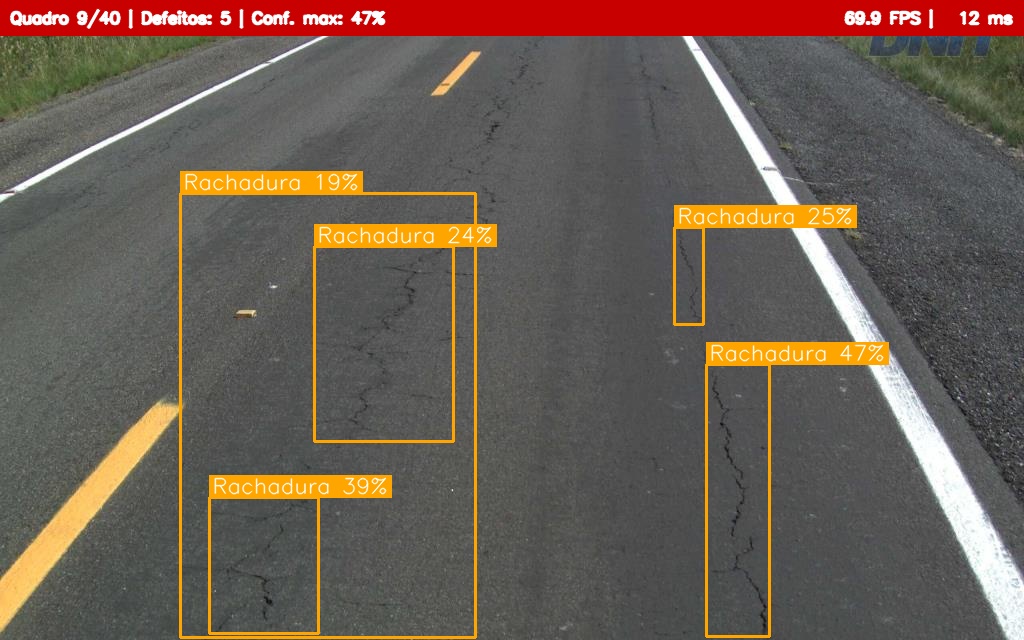 Quadro 9/40 | Defeitos: 5 | Conf. max: 47%
69.9 FPS | 12 ms
Rachadura 19%
Rachadura 25%
Rachadura 24%
Rachadura 47%
Rachadura 39%